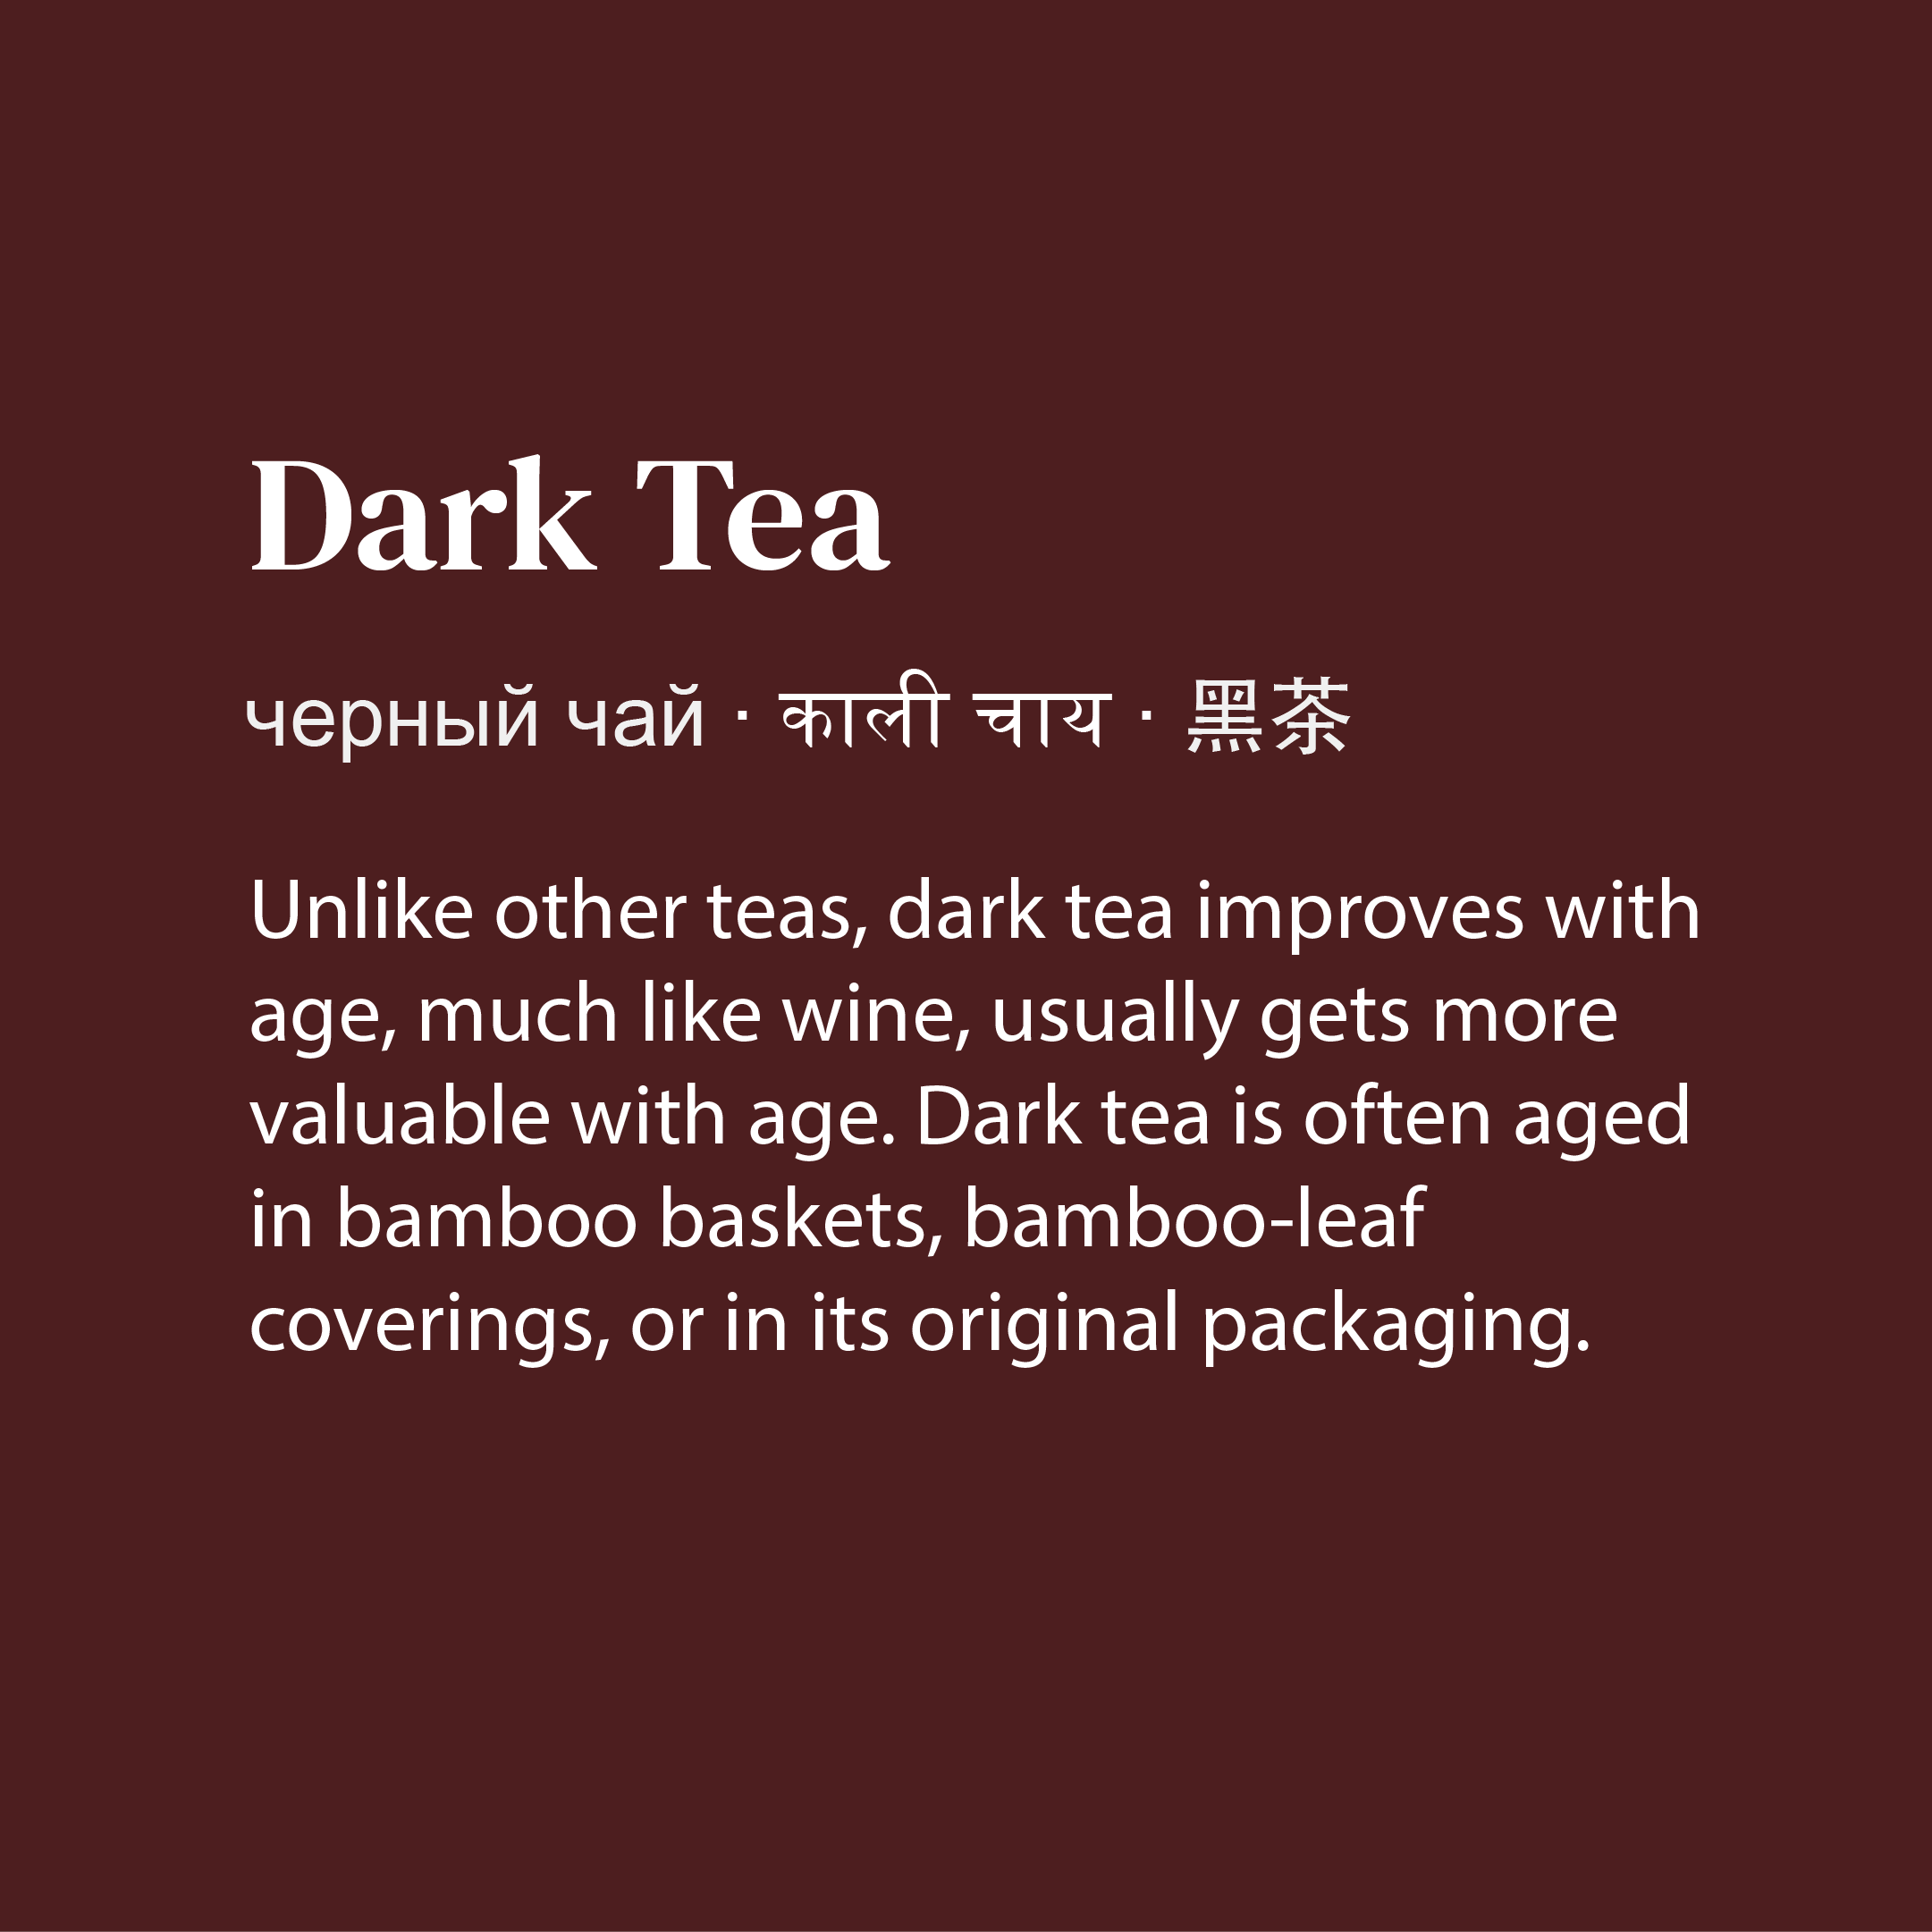 Dark Tea
черный чай · काली चाय · 黑茶
Unlike other teas, dark tea improves with
age, much like wine, usually gets more
valuable with age. Dark tea is often aged
in bamboo baskets, bamboo-leaf
coverings, or in its original packaging.